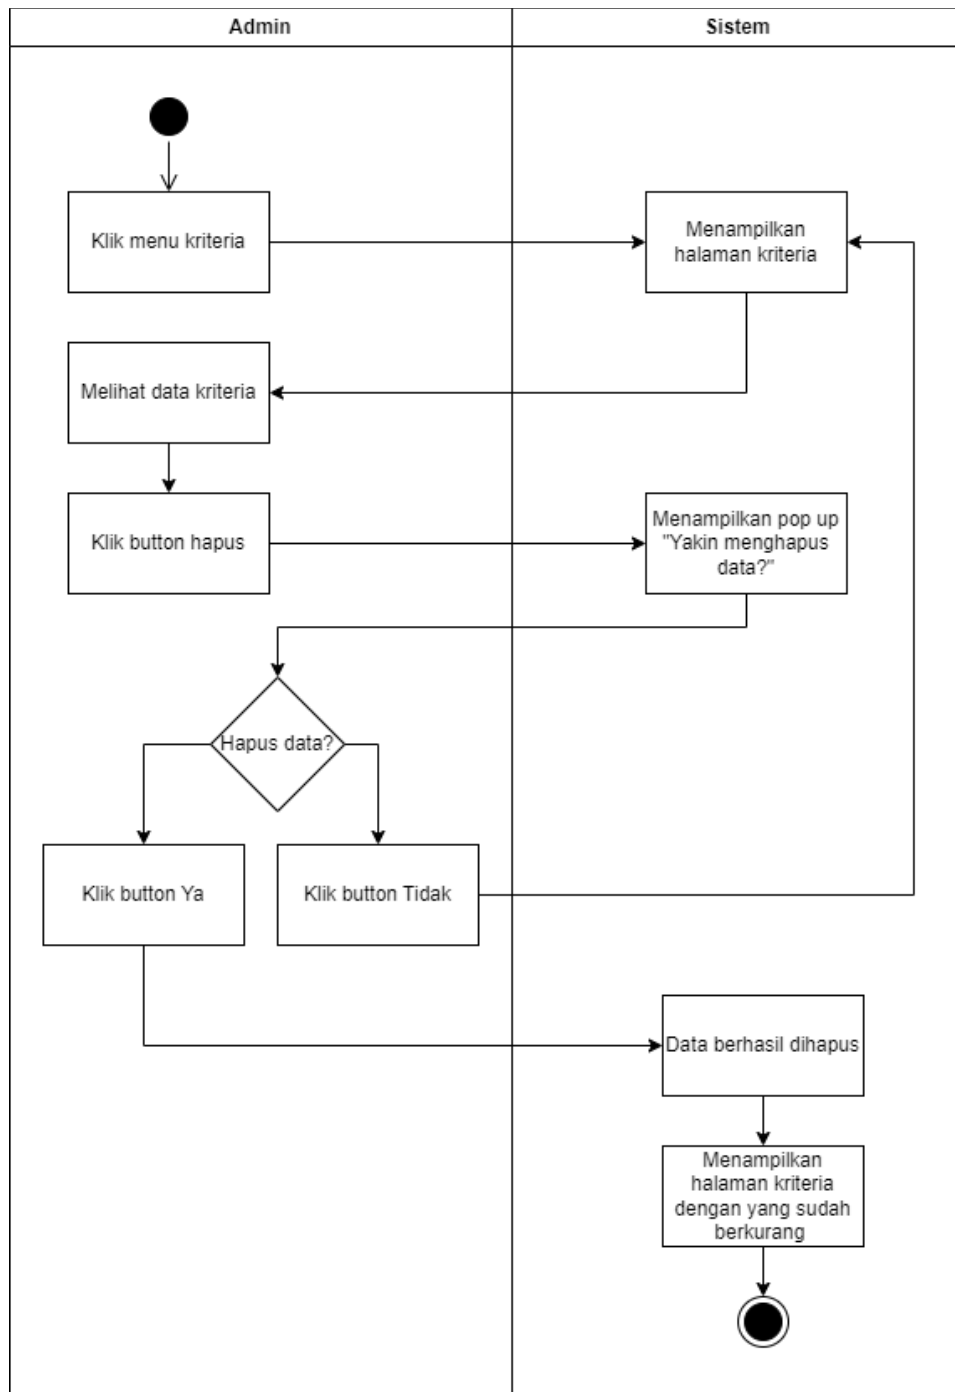 Admin
Sistem
Klik menu kriteria
Menampilkan
halaman kriteria
Melihat data kriteria
Klik button hapus
Menampilkan pop up
"Yakin menghapus
data?"
Hapus data?
Klik button Ya
Klik button Tidak
Data berhasil dihapus
Menampilkan
halaman kriteria
dengan yang sudah
berkurang